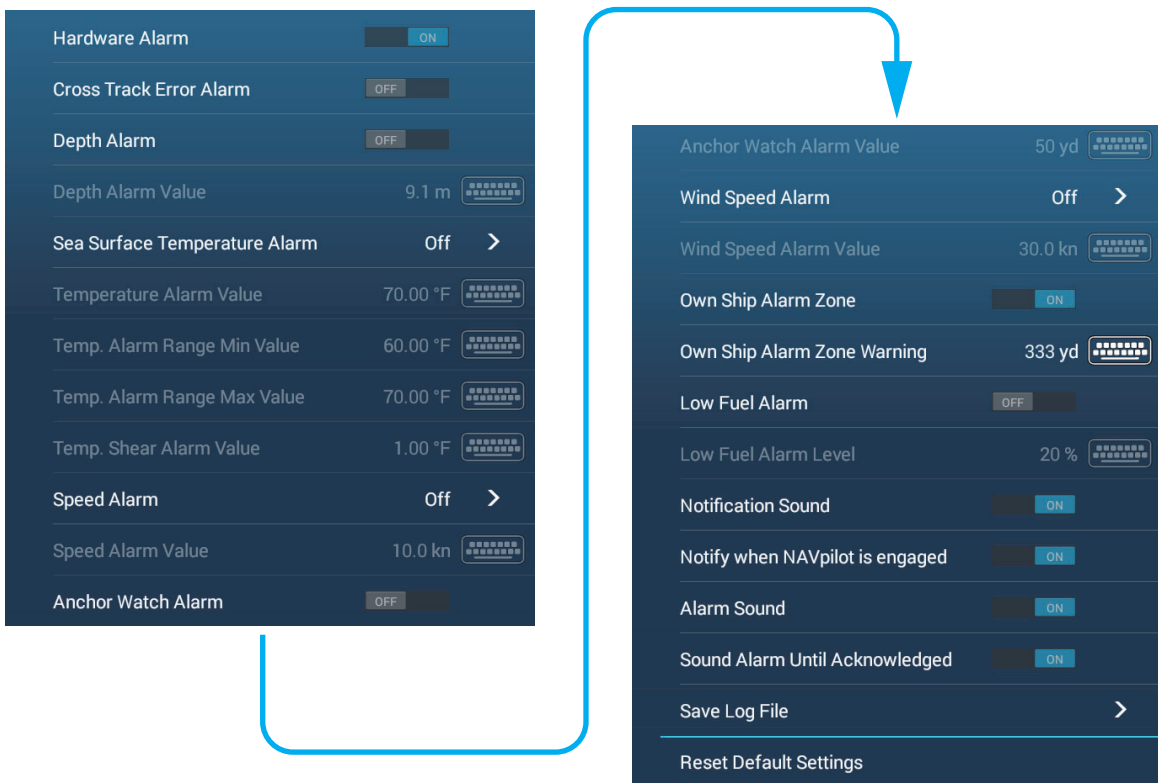 Hardware Alarm ON
Cross Track Error Alarm OFF
Depth Alarm OFF
Depth Alarm Value 9.1 m
Sea Surface Temperature Alarm Off >
Temperature Alarm Value 70.00 °F
Temp. Alarm Range Min Value 60.00 °F
Temp. Alarm Range Max Value 70.00 °F
Temp. Shear Alarm Value 1.00 °F
Speed Alarm Off >
Speed Alarm Value 10.0 kn
Anchor Watch Alarm OFF
Anchor Watch Alarm Value 50 yd
Wind Speed Alarm Off >
Wind Speed Alarm Value 30.0 kn
Own Ship Alarm Zone ON
Own Ship Alarm Zone Warning 333 yd
Low Fuel Alarm OFF
Low Fuel Alarm Level 20 %
Notification Sound ON
Notify when NAVpilot is engaged ON
Alarm Sound ON
Sound Alarm Until Acknowledged ON
Save Log File >
Reset Default Settings